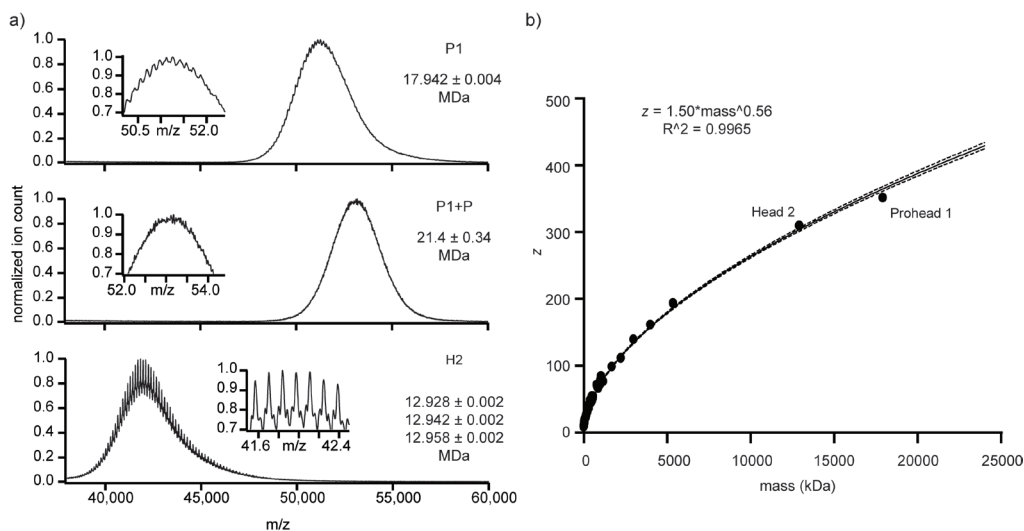 a)
normalized ion count
1.0
0.8
0.6
0.4
0.2
0.0
1.0
0.9
0.8
0.7
50.5 m/z 52.0
P1
17.942 ± 0.004
MDa
1.0
0.8
0.6
0.4
0.2
0.0
1.0
0.9
0.8
0.7
52.0 m/z 54.0
P1+P
21.4 ± 0.34
MDa
1.0
0.8
0.6
0.4
0.2
0.0
1.0
0.9
0.8
0.7
41.6 m/z 42.4
H2
12.928 ± 0.002
12.942 ± 0.002
12.958 ± 0.002
MDa
40,000 45,000 50,000 55,000 60,000
m/z
b)
z = 1.50*mass^0.56
R^2 = 0.9965
500
400
300
200
100
0
z
Head 2
Prohead 1
0 5000 10000 15000 20000 25000
mass (kDa)